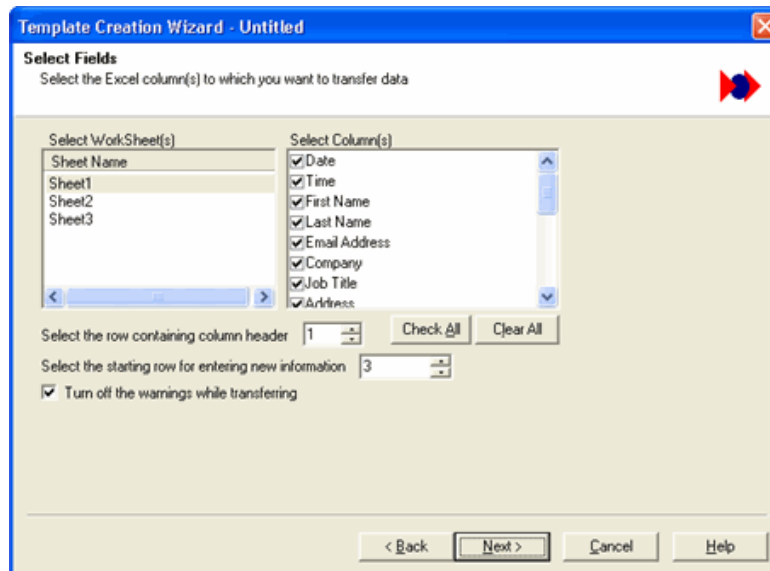 Template Creation Wizard - Untitled
Select Fields
Select the Excel column(s) to which you want to transfer data
Select WorkSheet(s)
Sheet Name
Sheet1
Sheet2
Sheet3
Select Column(s)
Date
Time
First Name
Last Name
Email Address
Company
Job Title
Address
Select the row containing column header 1
Check All Clear All
Select the starting row for entering new information 3
Turn off the warnings while transferring
< Back Next > Cancel Help